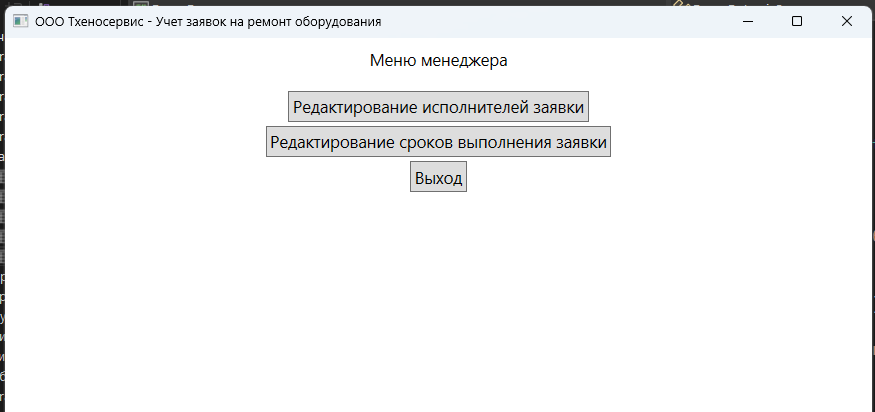 ООО Тхеносервис - Учет заявок на ремонт оборудования
Меню менеджера
Редактирование исполнителей заявки
Редактирование сроков выполнения заявки
Выход